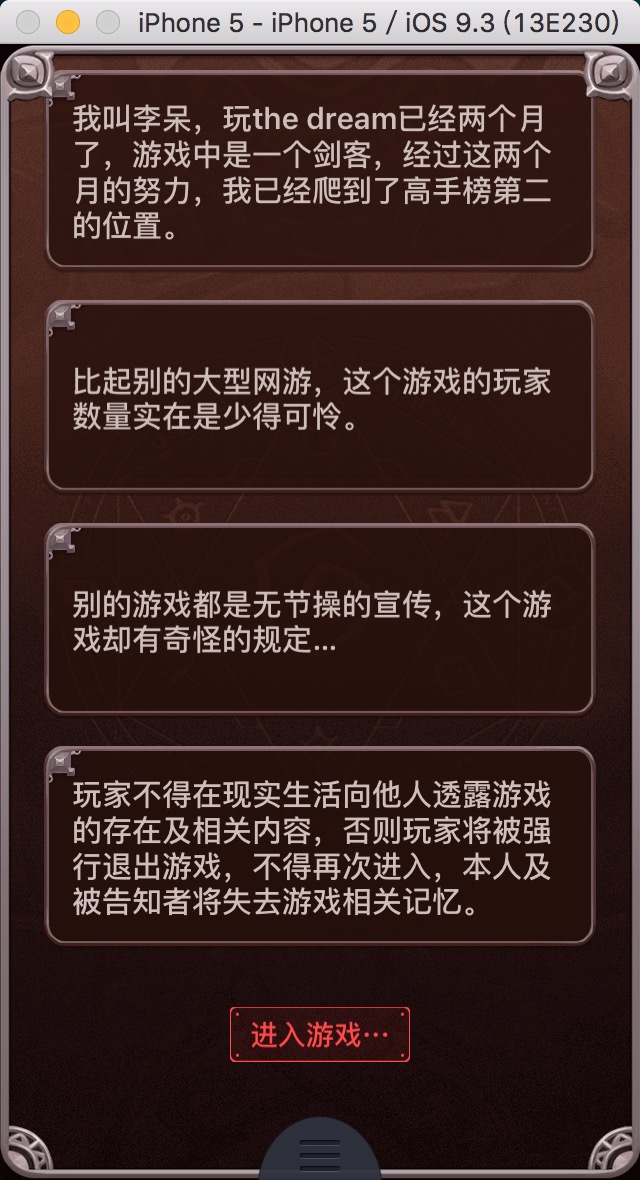 iPhone 5 - iPhone 5 / iOS 9.3 (13E230)
我叫李呆，玩the dream已经两个月
了，游戏中是一个剑客，经过这两个
月的努力，我已经爬到了高手榜第二
的位置。
比起别的大型网游，这个游戏的玩家
数量实在是少得可怜。
别的游戏都是无节操的宣传，这个游
戏却有奇怪的规定...
玩家不得在现实生活向他人透露游戏
的存在及相关内容，否则玩家将被强
行退出游戏，不得再次进入，本人及
被告知者将失去游戏相关记忆。
进入游戏…